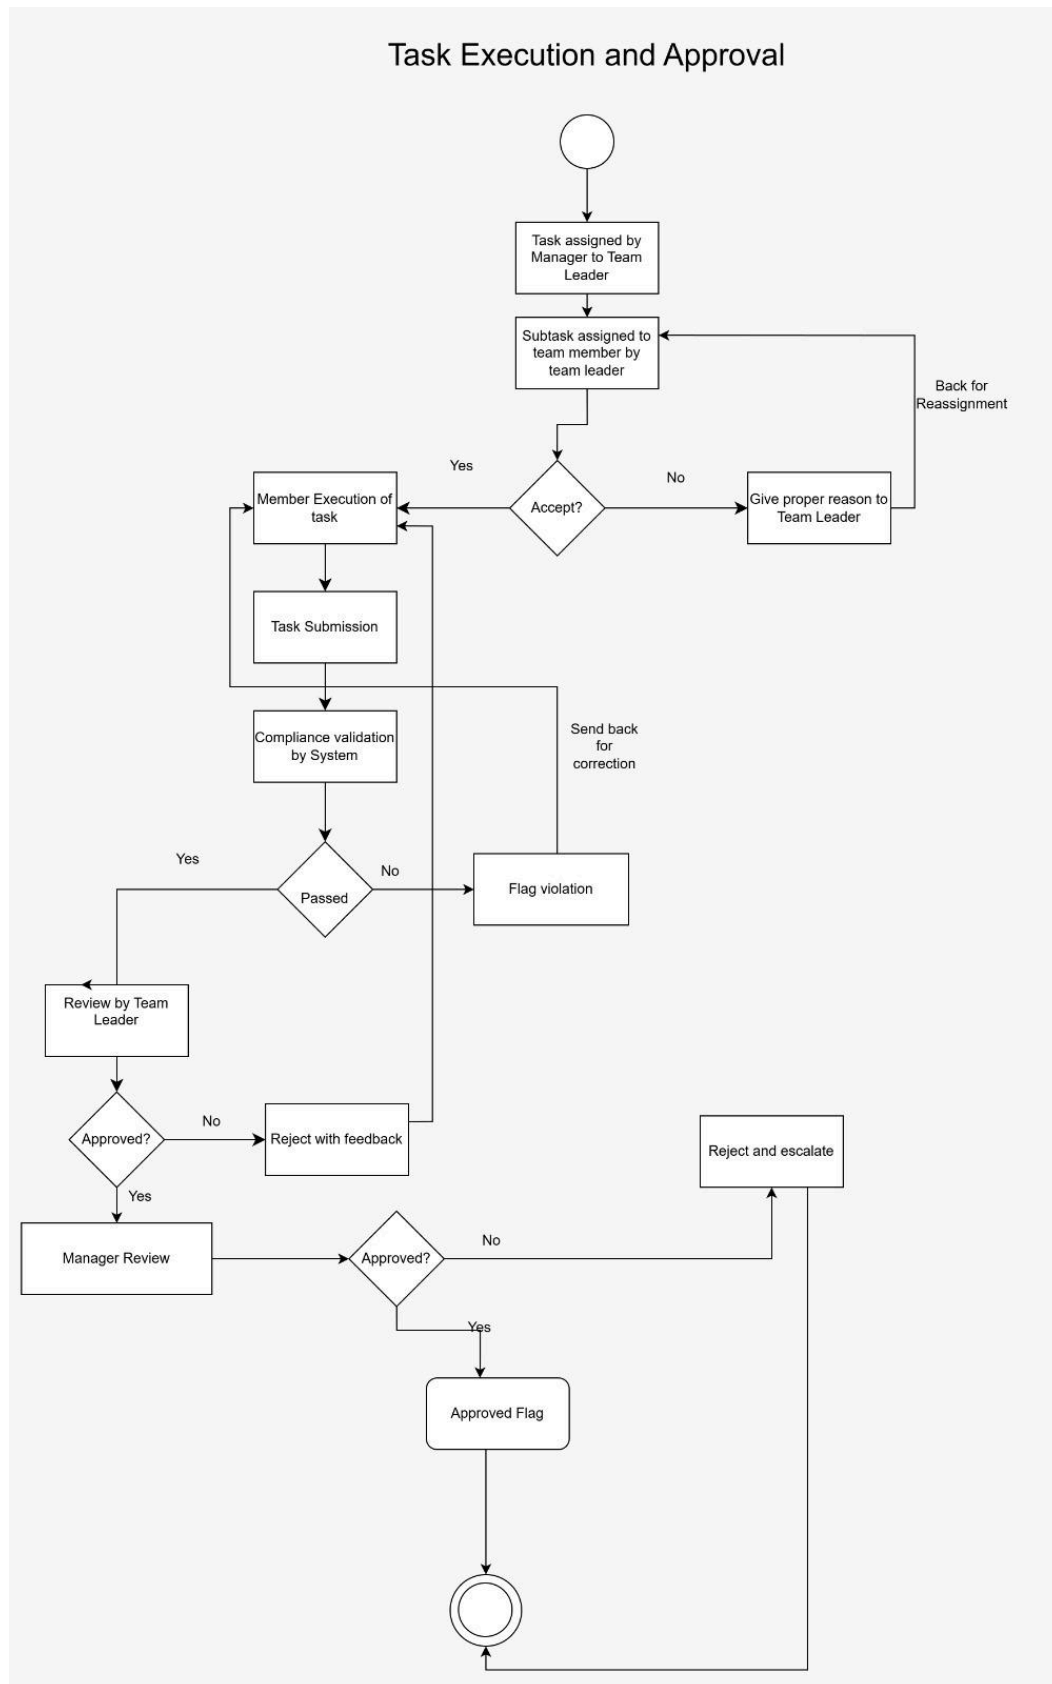 Task Execution and Approval
Task assigned by
Manager to Team
Leader
Subtask assigned to
team member by
team leader
Back for
Reassignment
Yes
No
Member Execution of
task
Accept?
Give proper reason to
Team Leader
Task Submission
Compliance validation
by System
Send back
for
correction
Yes
No
Passed
Flag violation
Review by Team
Leader
Approved?
No
Reject with feedback
Reject and escalate
Yes
Manager Review
Approved?
No
Yes
Approved Flag